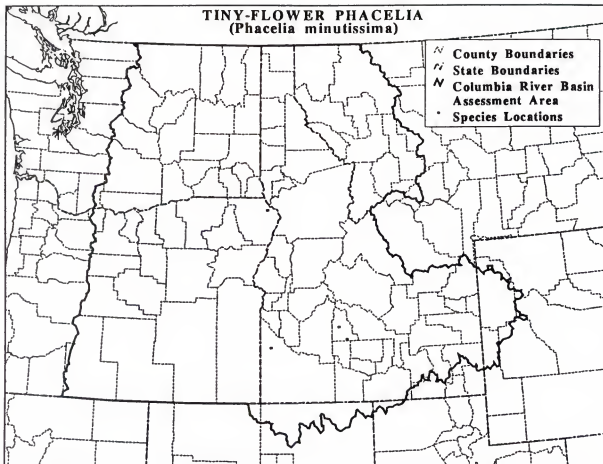 TINY-FLOWER PHACELIA
(Phacelia minutissima)
County Boundaries
State Boundaries
Columbia River Basin
Assessment Area
Species Locations